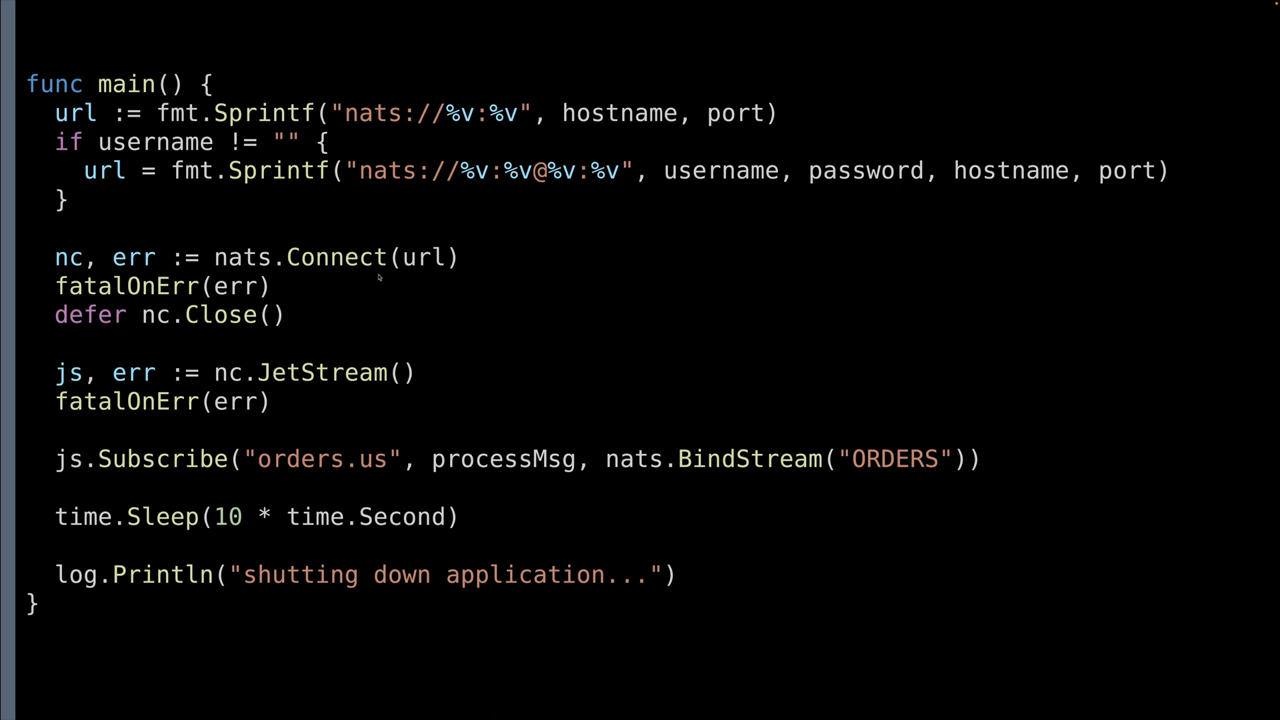 func main() {
  url := fmt.Sprintf("nats://%v:%v", hostname, port)
  if username != "" {
    url = fmt.Sprintf("nats://%v:%v@%v:%v", username, password, hostname, port)
  }
  nc, err := nats.Connect(url)
  fatalOnErr(err)
  defer nc.Close()
  js, err := nc.JetStream()
  fatalOnErr(err)
  js.Subscribe("orders.us", processMsg, nats.BindStream("ORDERS"))
  time.Sleep(10 * time.Second)
  log.Println("shutting down application...")
}